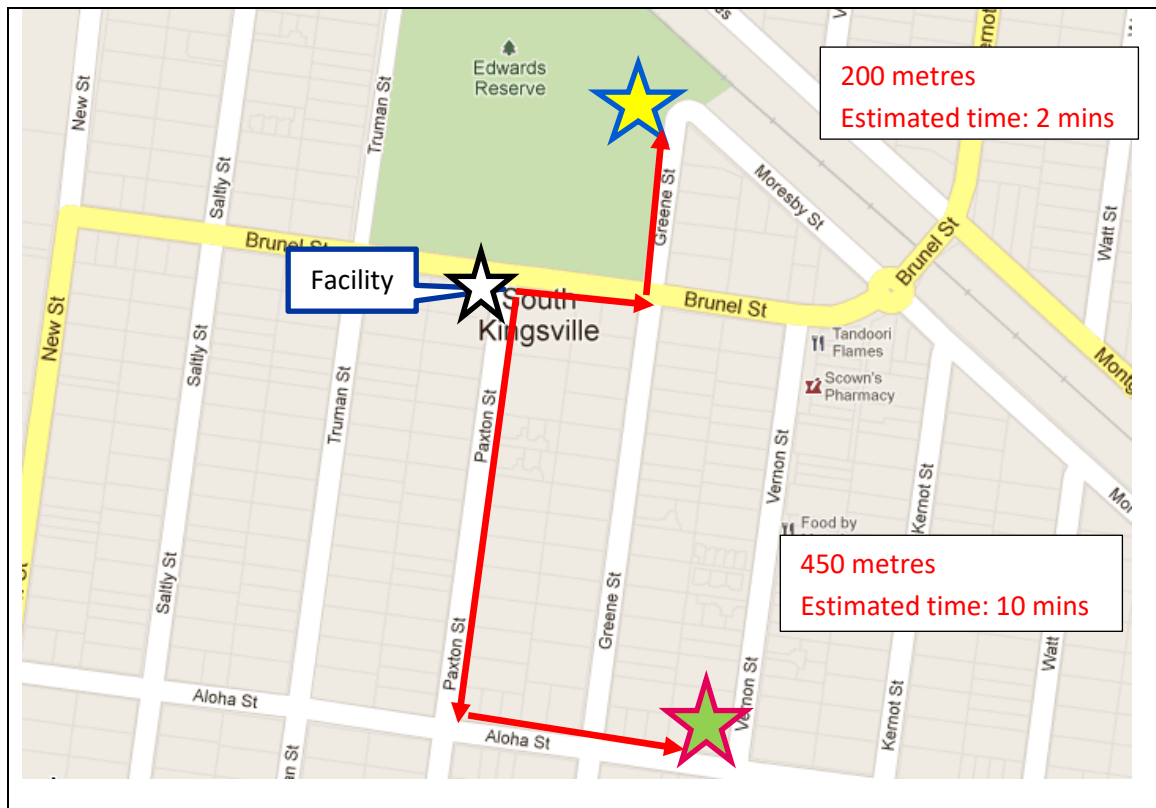 New St
Saltly St
Truman St
Edwards
Reserve
200 metres
Estimated time: 2 mins
Greene St
Moresby St
Brunel St
Watt St
Brunel St
Facility
South
Kingsville
Brunel St
New St
Saltly St
Truman St
Paxton St
Tandoori
Flames
Scown's
Pharmacy
Vernon St
Kernot St
Food by
450 metres
Estimated time: 10 mins
Saltly St
Greene St
Paxton St
Aloha St
Aloha St
Vernon St
Kernot St